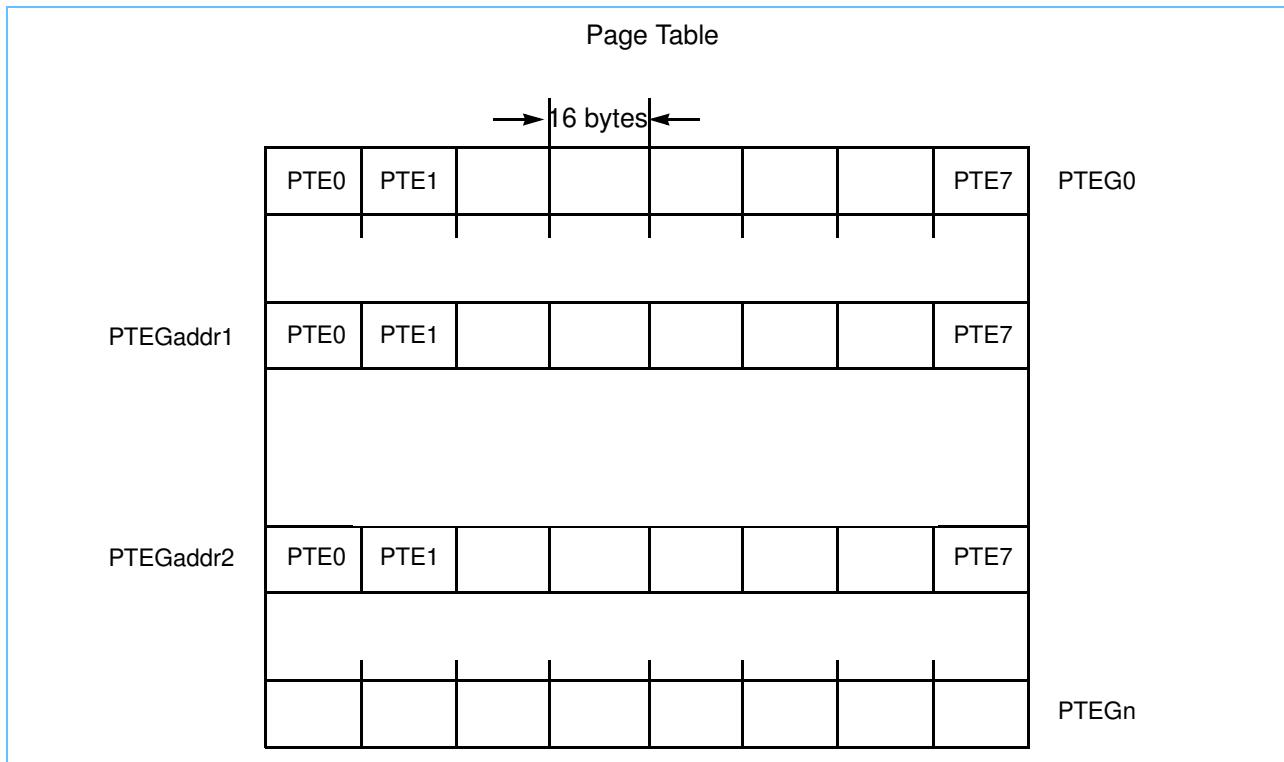 Page Table
16 bytes
PTE0 PTE1 PTE7 PTEG0
PTEGaddr1 PTE0 PTE1 PTE7
PTEGaddr2 PTE0 PTE1 PTE7
PTEGn